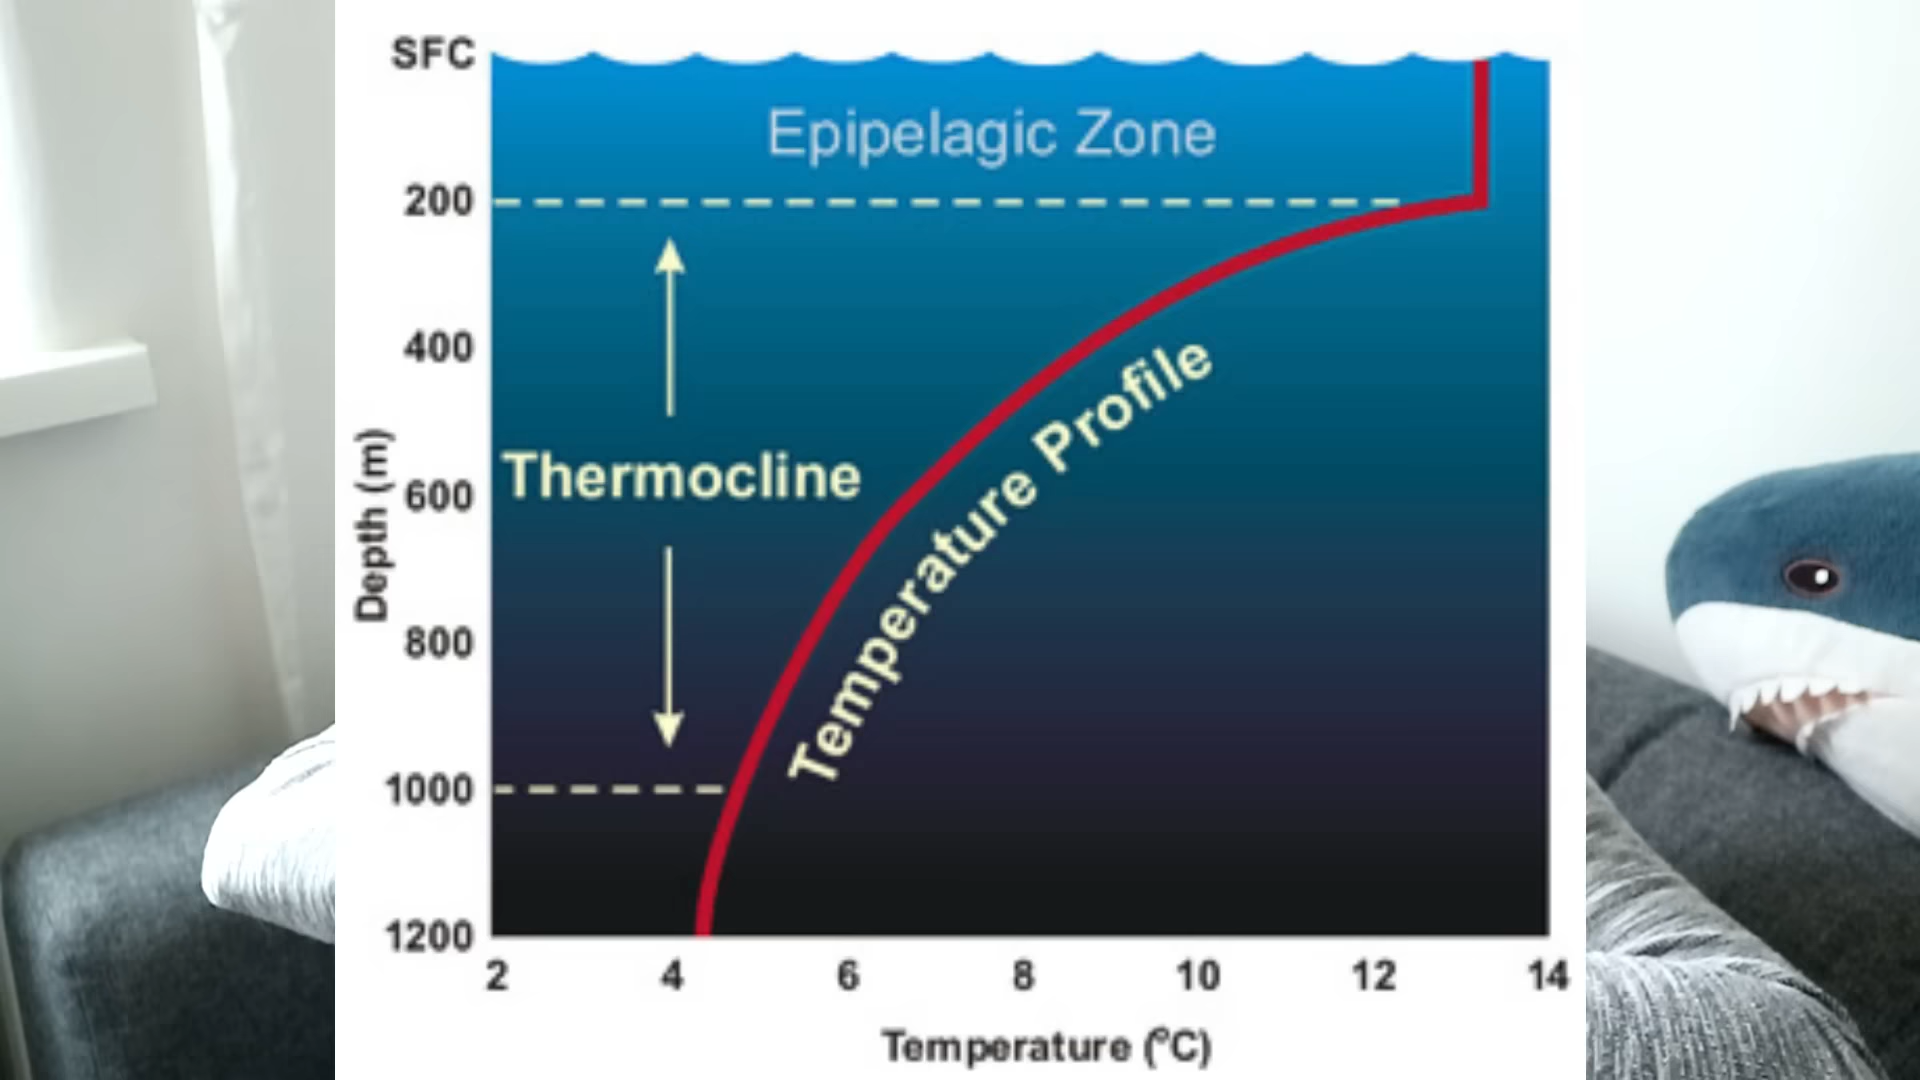 SFC
Epipelagic Zone
200
400
Temperature Profile
Thermocline
600
Depth (m)
800
1000
1200
2 4 6 8 10 12 14
Temperature (°C)